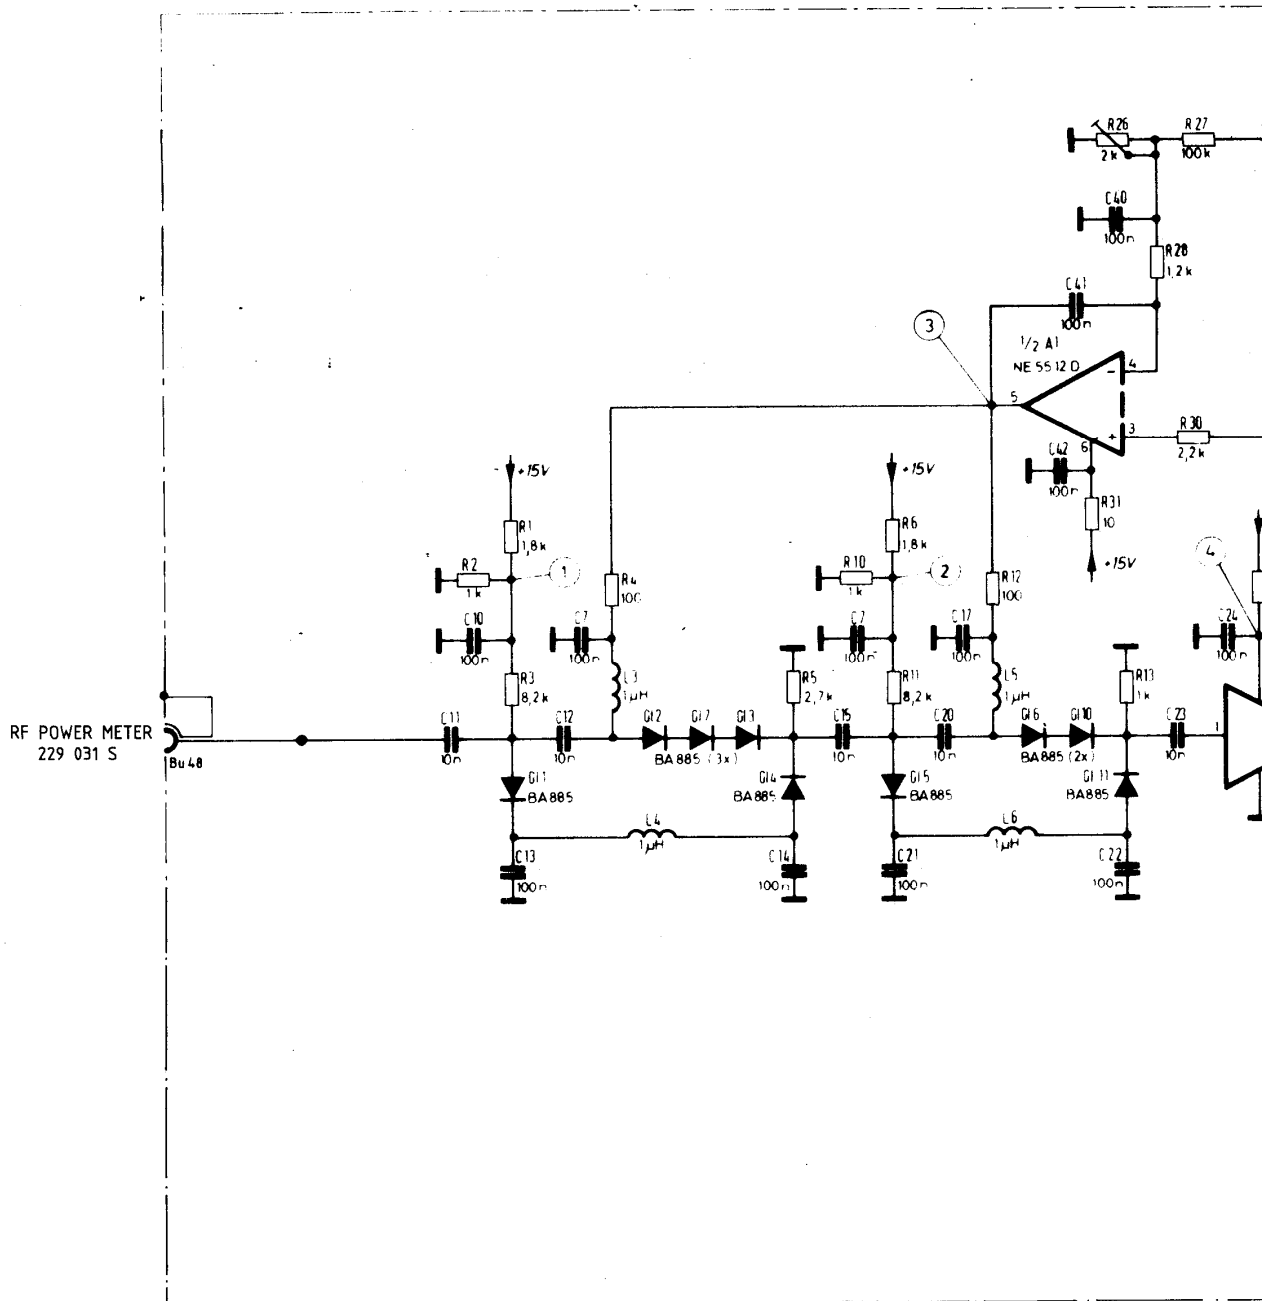 R26
2k
R27
100k
C40
100n
R28
1,2k
C41
100n
3
1/2 A1
NE 5512 D
4
5
3
6
R30
2,2k
C42
100n
R31
10
+15V
+15V
+15V
R1
1,8k
R2
1k
1
R4
100
C10
100n
C7
100n
R3
8,2k
L3
1µH
R6
1,8k
R10
1k
2
R12
100
C7
100n
C17
100n
R11
8,2k
L5
1µH
4
C24
100n
R5
2,7k
R13
1k
RF POWER METER
229 031 S
Bu 48
C11
10n
C12
10n
Gl2
Gl7
Gl3
BA885 (3x)
C15
10n
C20
10n
Gl6
Gl10
BA885 (2x)
C23
10n
1
Gl1
BA885
Gl4
BA885
Gl5
BA885
Gl11
BA885
L4
1µH
L6
1µH
C13
100n
C14
100n
C21
100n
C22
100n